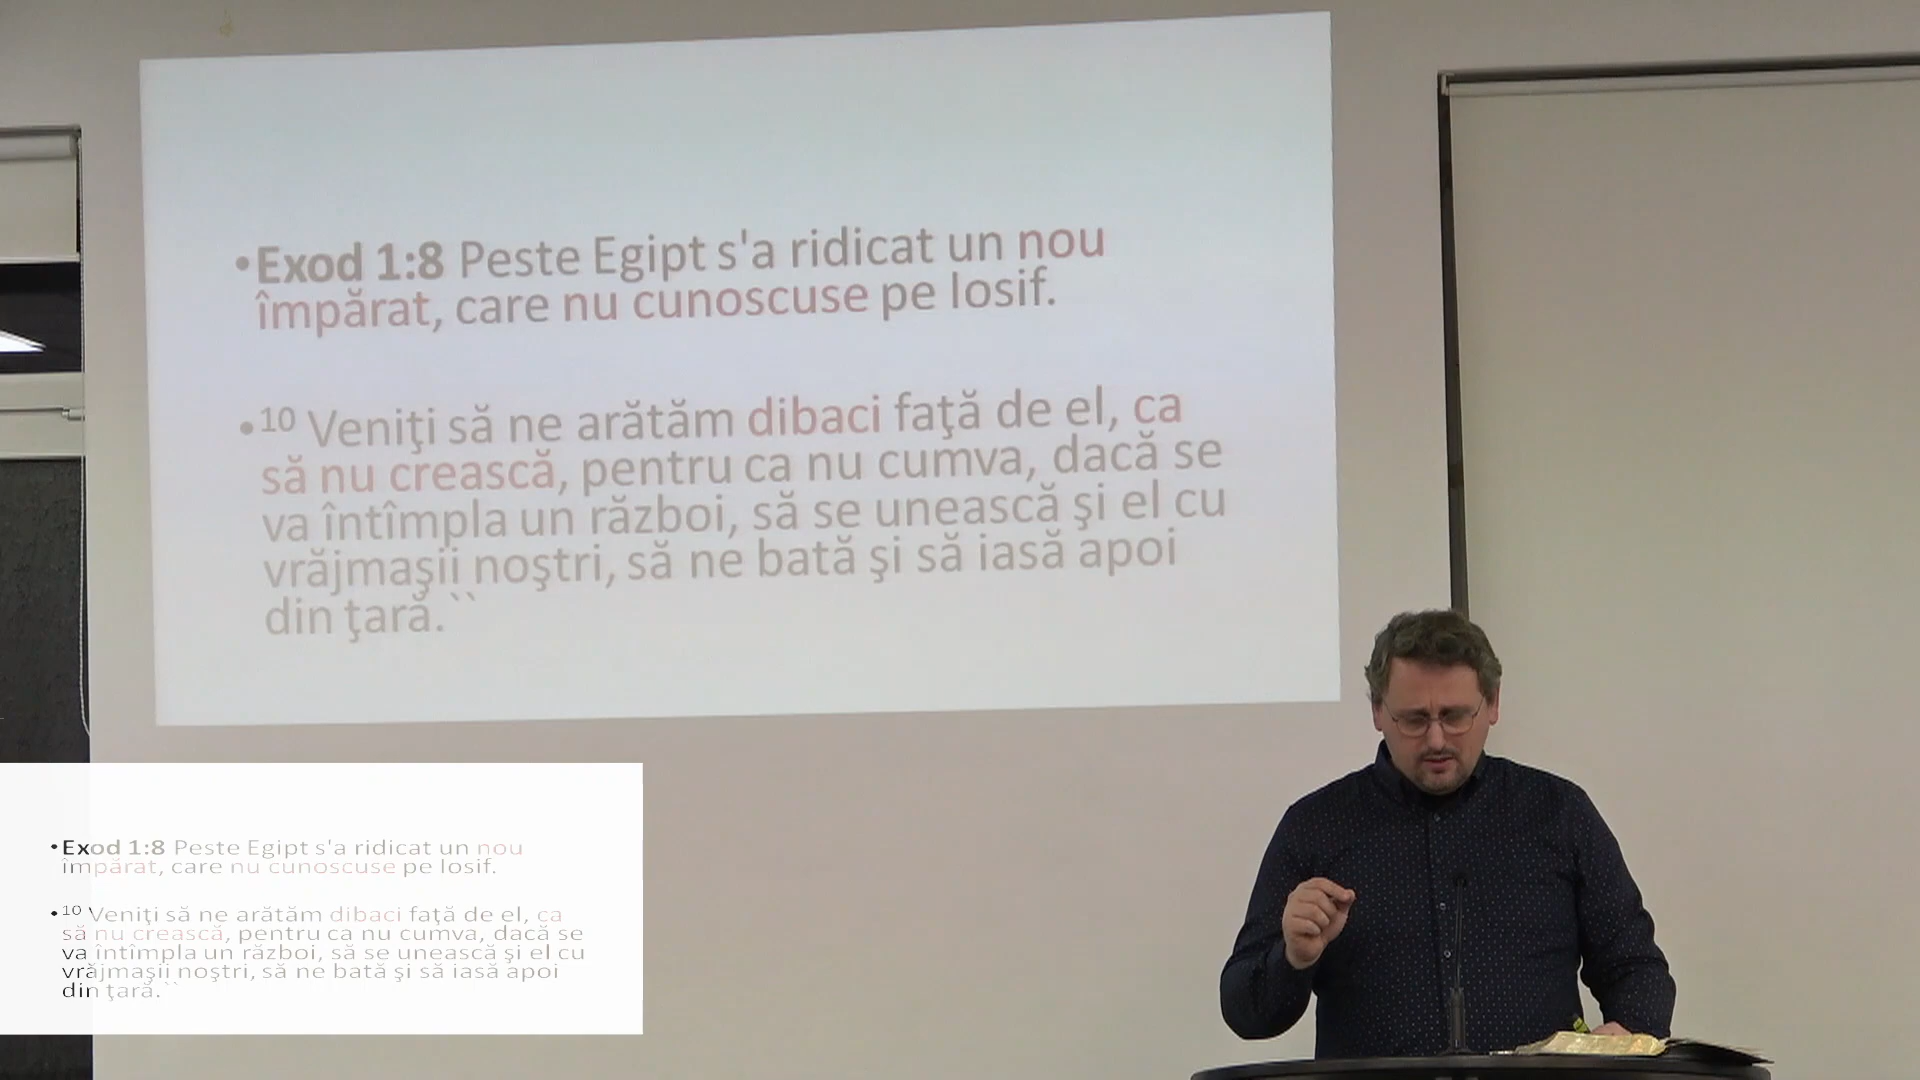 •Exod 1:8 Peste Egipt s'a ridicat un nou
împărat, care nu cunoscuse pe Iosif.
•10 Veniţi să ne arătăm dibaci faţă de el, ca
să nu crească, pentru ca nu cumva, dacă se
va întîmpla un război, să se unească şi el cu
vrăjmaşii noştri, să ne bată şi să iasă apoi
din ţară.``
•Exod 1:8 Peste Egipt s'a ridicat un nou
împărat, care nu cunoscuse pe Iosif.
•10 Veniţi să ne arătăm dibaci faţă de el, ca
să nu crească, pentru ca nu cumva, dacă se
va întîmpla un război, să se unească şi el cu
vrăjmaşii noştri, să ne bată şi să iasă apoi
din ţară.``